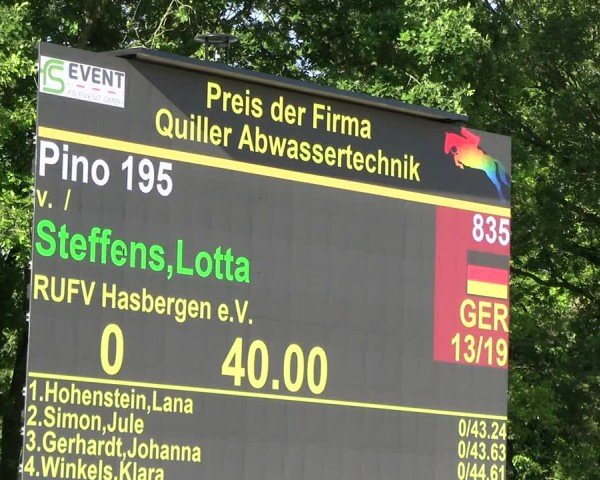 EVENT
Preis der Firma
Quiller Abwassertechnik
Pino 195
835
v. /
Steffens,Lotta
GER
RUFV Hasbergen e.V.
13/19
0 40.00
1.Hohenstein,Lana 0/43.24
2.Simon,Jule 0/43.63
3.Gerhardt,Johanna 0/44.61
4.Winkels,Klara